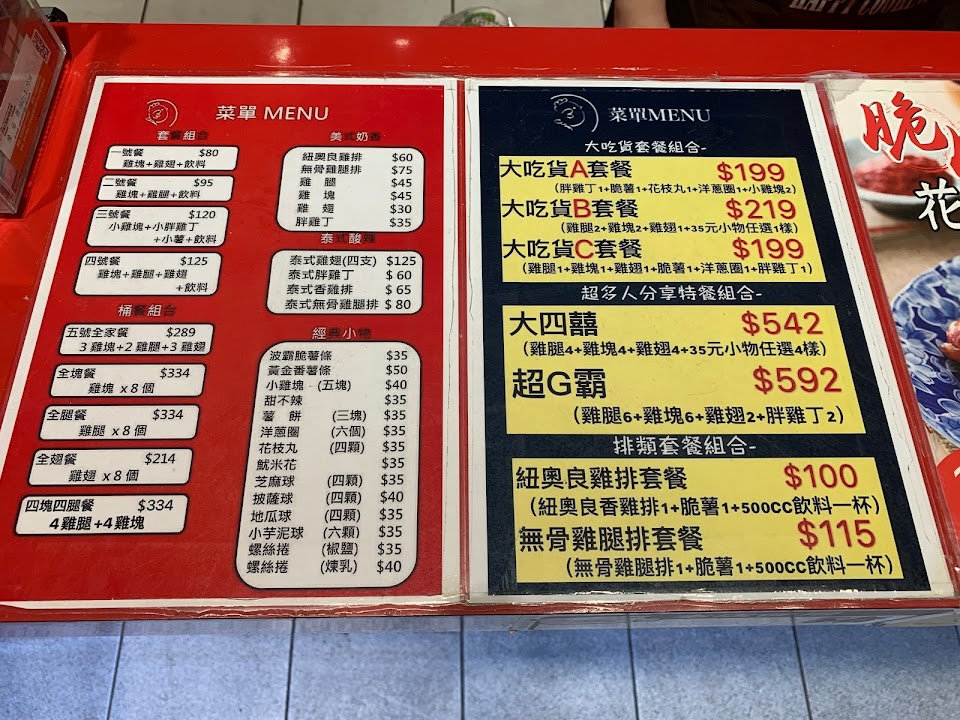 菜單 MENU
套餐組合
一號餐 $80
雞塊+雞翅+飲料
二號餐 $95
雞塊+雞腿+飲料
三號餐 $120
小雞塊+小胖雞丁
+小薯+飲料
四號餐 $125
雞塊+雞腿+雞翅
+飲料
桶餐組合
五號全家餐 $289
3 雞塊+2 雞腿+3 雞翅
全塊餐 $334
雞塊 x8個
全腿餐 $334
雞腿 x8個
全翅餐 $214
雞翅 x8個
四塊四腿餐 $334
4雞腿+4雞塊
美式奶香
紐奧良雞排 $60
無骨雞腿排 $75
雞 腿 $45
雞 塊 $45
雞 翅 $30
胖雞丁 $35
泰式酸辣
泰式雞翅(四支) $125
泰式胖雞丁 $ 60
泰式香雞排 $ 65
泰式無骨雞腿排 $ 80
經典小物
波霸脆薯條 $35
黃金番薯條 $50
小雞塊 (五塊) $40
甜不辣 $35
薯 餅 (三塊) $35
洋蔥圈 (六個) $35
花枝丸 (四顆) $35
魷米花 $35
芝麻球 (四顆) $35
披薩球 (四顆) $40
地瓜球 (四顆) $35
小芋泥球 (六顆) $35
螺絲捲 (椒鹽) $35
螺絲捲 (煉乳) $40
菜單MENU
大吃貨套餐組合-
大吃貨A套餐 $199
(胖雞丁1+脆薯1+花枝丸1+洋蔥圈1+小雞塊2)
大吃貨B套餐 $219
(雞腿2+雞塊2+雞翅1+35元小物任選1樣)
大吃貨C套餐 $199
(雞腿1+雞塊1+雞翅1+脆薯1+洋蔥圈1+胖雞丁1)
超多人分享特餐組合-
大四囍 $542
(雞腿4+雞塊4+雞翅4+35元小物任選4樣)
超G霸 $592
(雞腿6+雞塊6+雞翅2+胖雞丁2)
排類套餐組合-
紐奧良雞排套餐 $100
(紐奧良香雞排1+脆薯1+500CC飲料一杯)
無骨雞腿排套餐 $115
(無骨雞腿排1+脆薯1+500CC飲料一杯)
脆
花